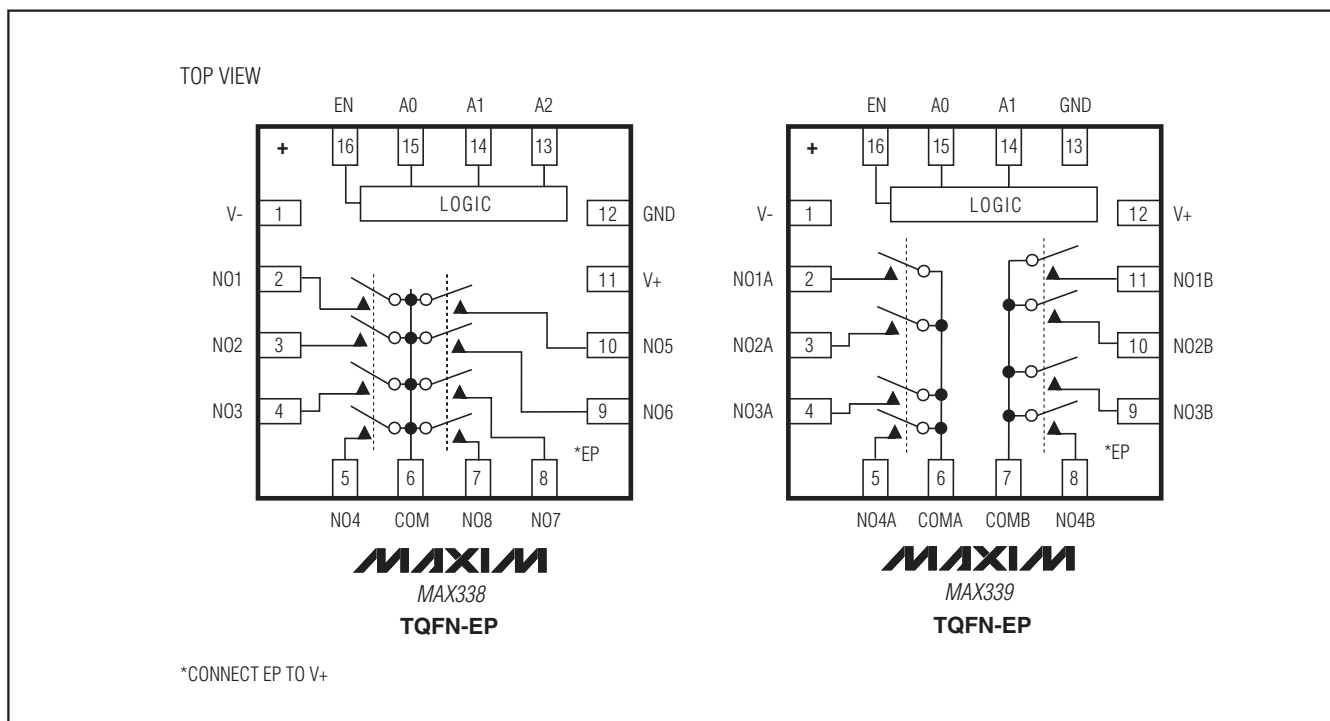 TOP VIEW
EN A0 A1 A2
16 15 14 13
+
LOGIC
V- 1
12 GND
NO1 2
11 V+
NO2 3
10 NO5
NO3 4
9 NO6
*EP
5 6 7 8
NO4 COM NO8 NO7
MAXIM
MAX338
TQFN-EP
EN A0 A1 GND
16 15 14 13
+
LOGIC
V- 1
12 V+
NO1A 2
11 NO1B
NO2A 3
10 NO2B
NO3A 4
9 NO3B
*EP
5 6 7 8
NO4A COMA COMB NO4B
MAXIM
MAX339
TQFN-EP
*CONNECT EP TO V+